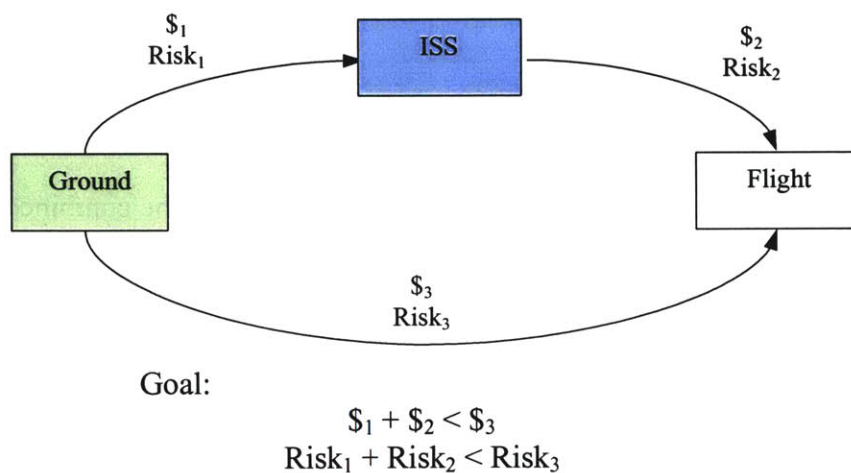 $₁
Risk₁
ISS
$₂
Risk₂
Ground
Flight
$₃
Risk₃
Goal:
$₁ + $₂ < $₃
Risk₁ + Risk₂ < Risk₃